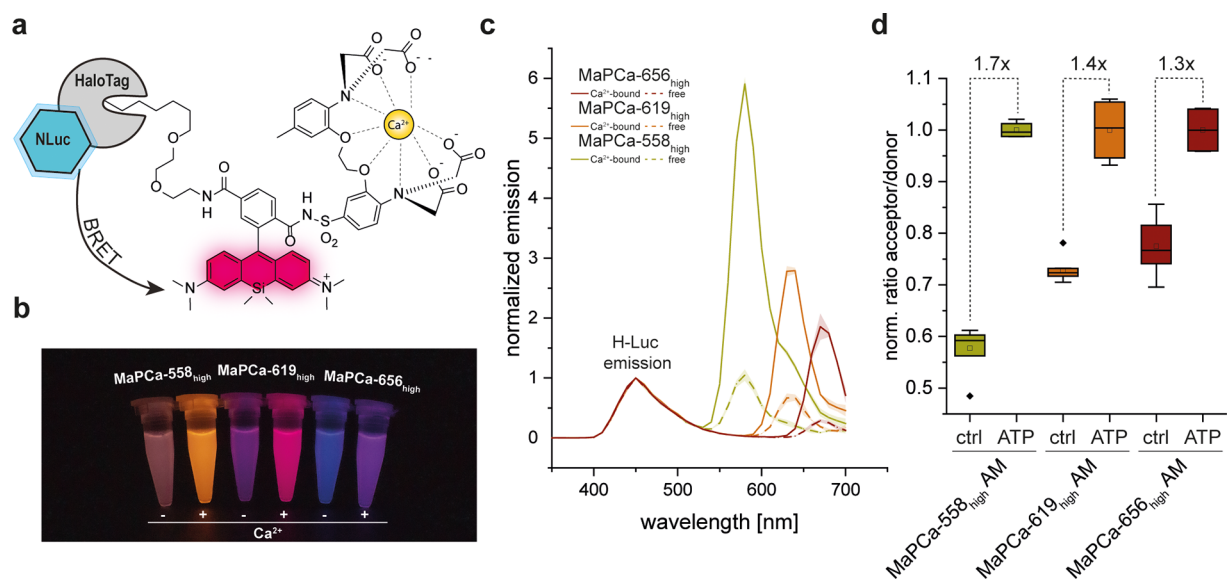 a
HaloTag
NLuc
BRET
O
O
O
O
- -
- -
N
O
Ca²⁺
O
O
O
-
O
-
O
N
O
O
O
N
H
O
H
N
O
S
O₂
N
Si
N
+
b
MaPCa-558high
MaPCa-619high
MaPCa-656high
- + - + - +
Ca²⁺
c
MaPCa-656high
Ca²⁺-bound free
MaPCa-619high
Ca²⁺-bound free
MaPCa-558high
Ca²⁺-bound free
H-Luc
emission
normalized emission
6
5
4
3
2
1
0
400 500 600 700
wavelength [nm]
d
1.7x 1.4x 1.3x
norm. ratio acceptor/donor
1.1
1.0
0.9
0.8
0.7
0.6
0.5
ctrl ATP ctrl ATP ctrl ATP
MaPCa-558high AM
MaPCa-619high AM
MaPCa-656high AM